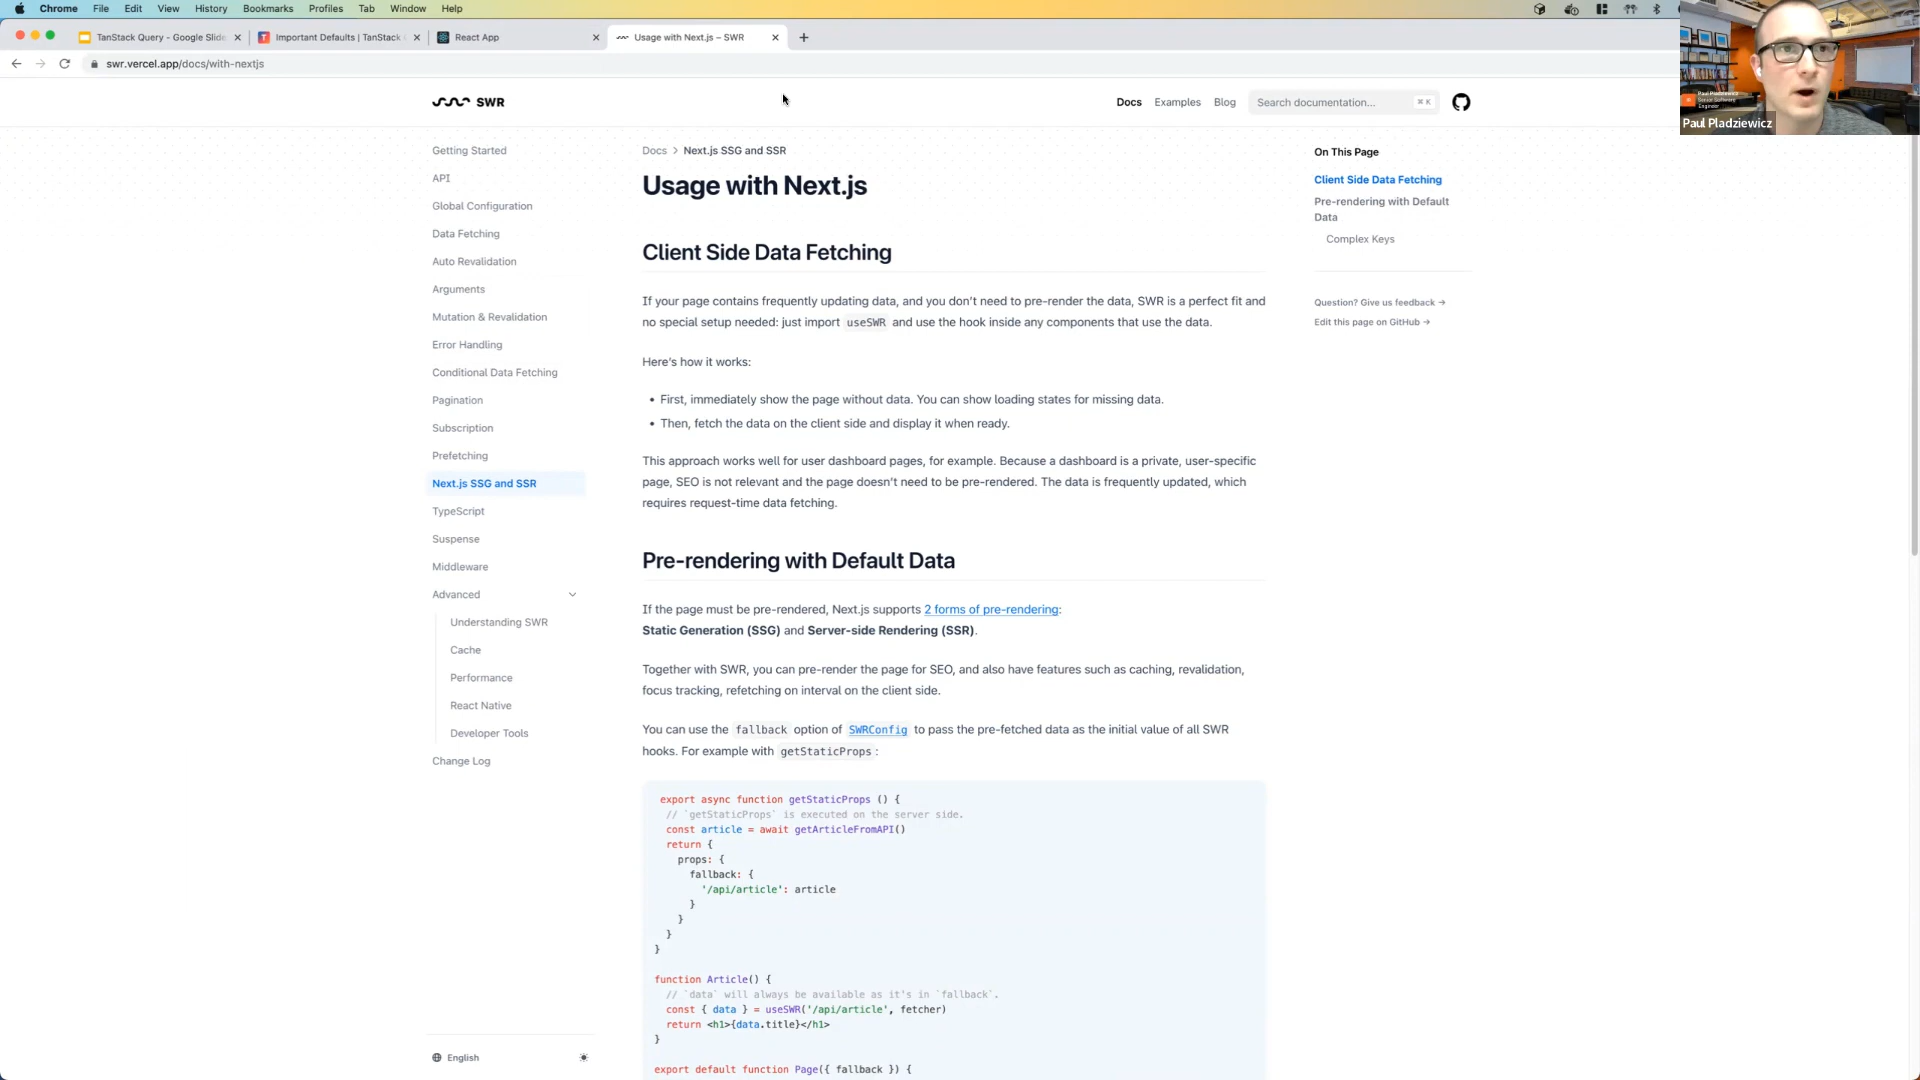 Chrome File Edit View History Bookmarks Profiles Tab Window Help
TanStack Query - Google Slide
Important Defaults | TanStack
React App
Usage with Next.js – SWR
swr.vercel.app/docs/with-nextjs
SWR
Docs Examples Blog Search documentation... ⌘ K
Paul Pladziewicz
Senior Software
Engineer
Paul Pladziewicz
Getting Started
API
Global Configuration
Data Fetching
Auto Revalidation
Arguments
Mutation & Revalidation
Error Handling
Conditional Data Fetching
Pagination
Subscription
Prefetching
Next.js SSG and SSR
TypeScript
Suspense
Middleware
Advanced
Understanding SWR
Cache
Performance
React Native
Developer Tools
Change Log
English
Docs > Next.js SSG and SSR
Usage with Next.js
Client Side Data Fetching
If your page contains frequently updating data, and you don't need to pre-render the data, SWR is a perfect fit and
no special setup needed: just import useSWR and use the hook inside any components that use the data.
Here's how it works:
• First, immediately show the page without data. You can show loading states for missing data.
• Then, fetch the data on the client side and display it when ready.
This approach works well for user dashboard pages, for example. Because a dashboard is a private, user-specific
page, SEO is not relevant and the page doesn't need to be pre-rendered. The data is frequently updated, which
requires request-time data fetching.
Pre-rendering with Default Data
If the page must be pre-rendered, Next.js supports 2 forms of pre-rendering:
Static Generation (SSG) and Server-side Rendering (SSR).
Together with SWR, you can pre-render the page for SEO, and also have features such as caching, revalidation,
focus tracking, refetching on interval on the client side.
You can use the fallback option of SWRConfig to pass the pre-fetched data as the initial value of all SWR
hooks. For example with getStaticProps :
export async function getStaticProps () {
// `getStaticProps` is executed on the server side.
const article = await getArticleFromAPI()
return {
props: {
fallback: {
'/api/article': article
}
}
}
}
function Article() {
// `data` will always be available as it's in `fallback`.
const { data } = useSWR('/api/article', fetcher)
return <h1>{data.title}</h1>
}
export default function Page({ fallback }) {
On This Page
Client Side Data Fetching
Pre-rendering with Default
Data
Complex Keys
Question? Give us feedback →
Edit this page on GitHub →